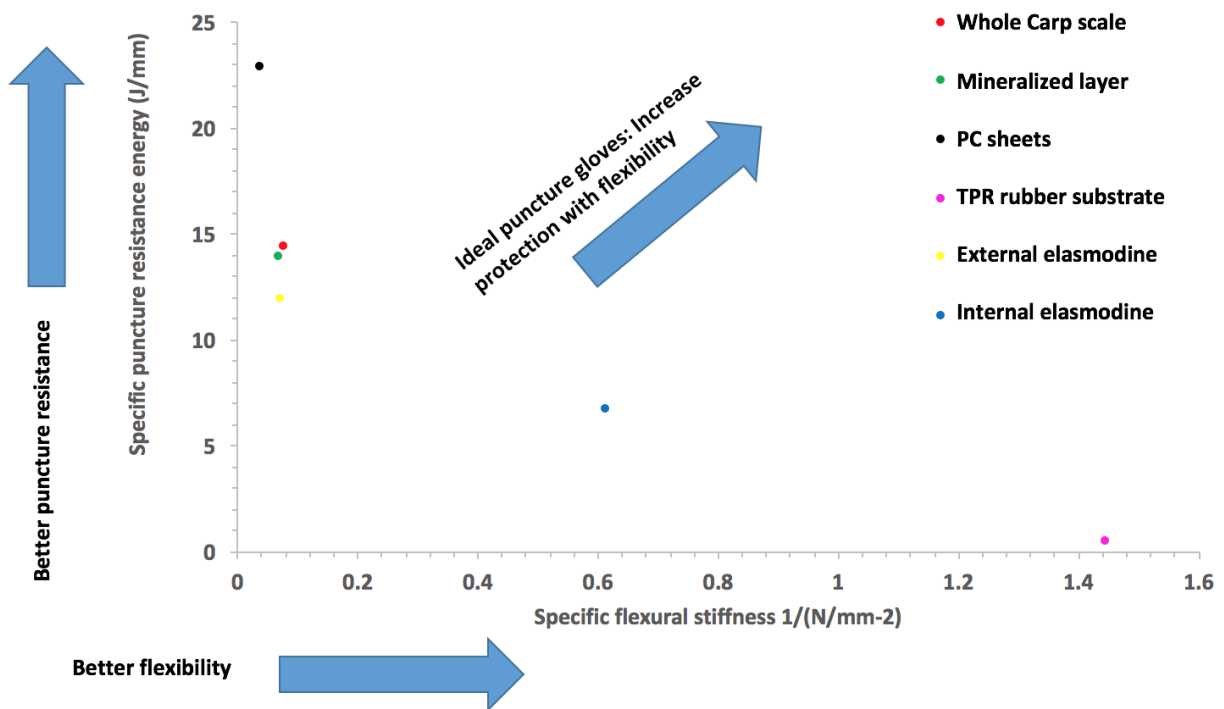 25
20
15
10
5
0
0
0.2
0.4
0.6
0.8
1
1.2
1.4
1.6
Specific puncture resistance energy (J/mm)
Specific flexural stiffness 1/(N/mm-2)
Better puncture resistance
Better flexibility
Ideal puncture gloves: Increase
protection with flexibility
Whole Carp scale
Mineralized layer
PC sheets
TPR rubber substrate
External elasmodine
Internal elasmodine